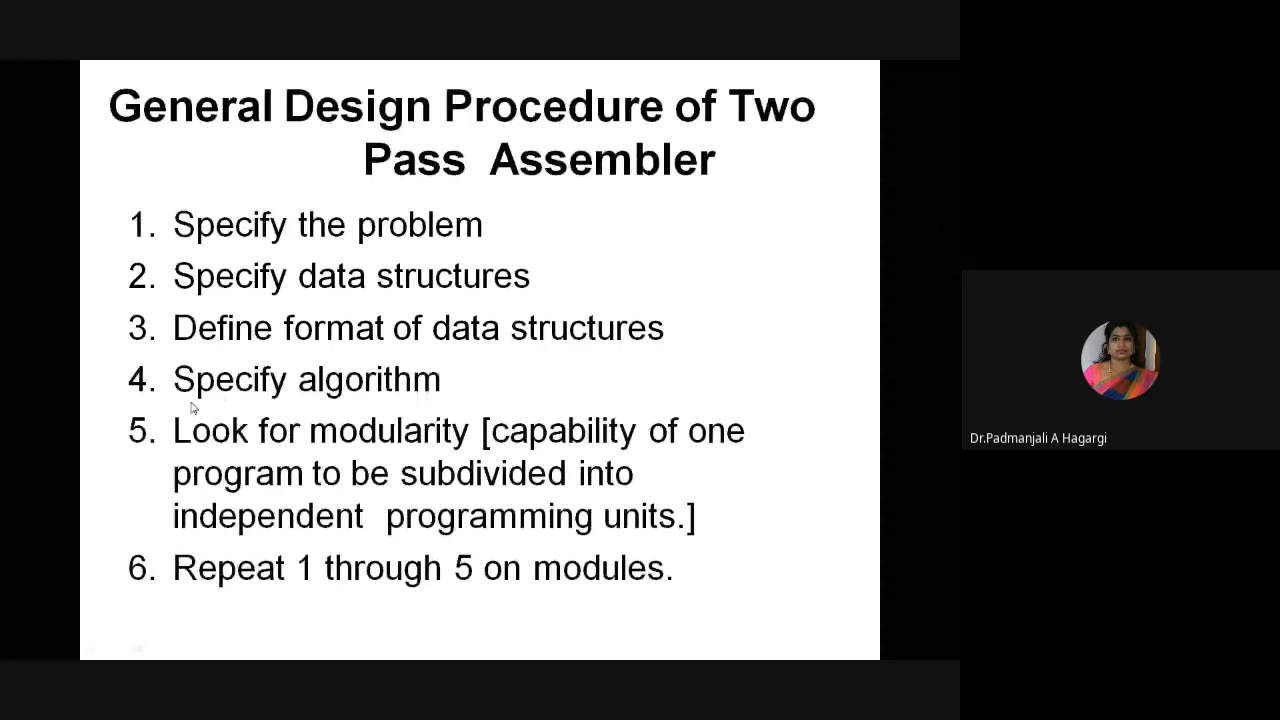 General Design Procedure of Two
Pass Assembler
1. Specify the problem
2. Specify data structures
3. Define format of data structures
4. Specify algorithm
5. Look for modularity [capability of one
program to be subdivided into
independent programming units.]
6. Repeat 1 through 5 on modules.
Dr.Padmanjali A Hagargi